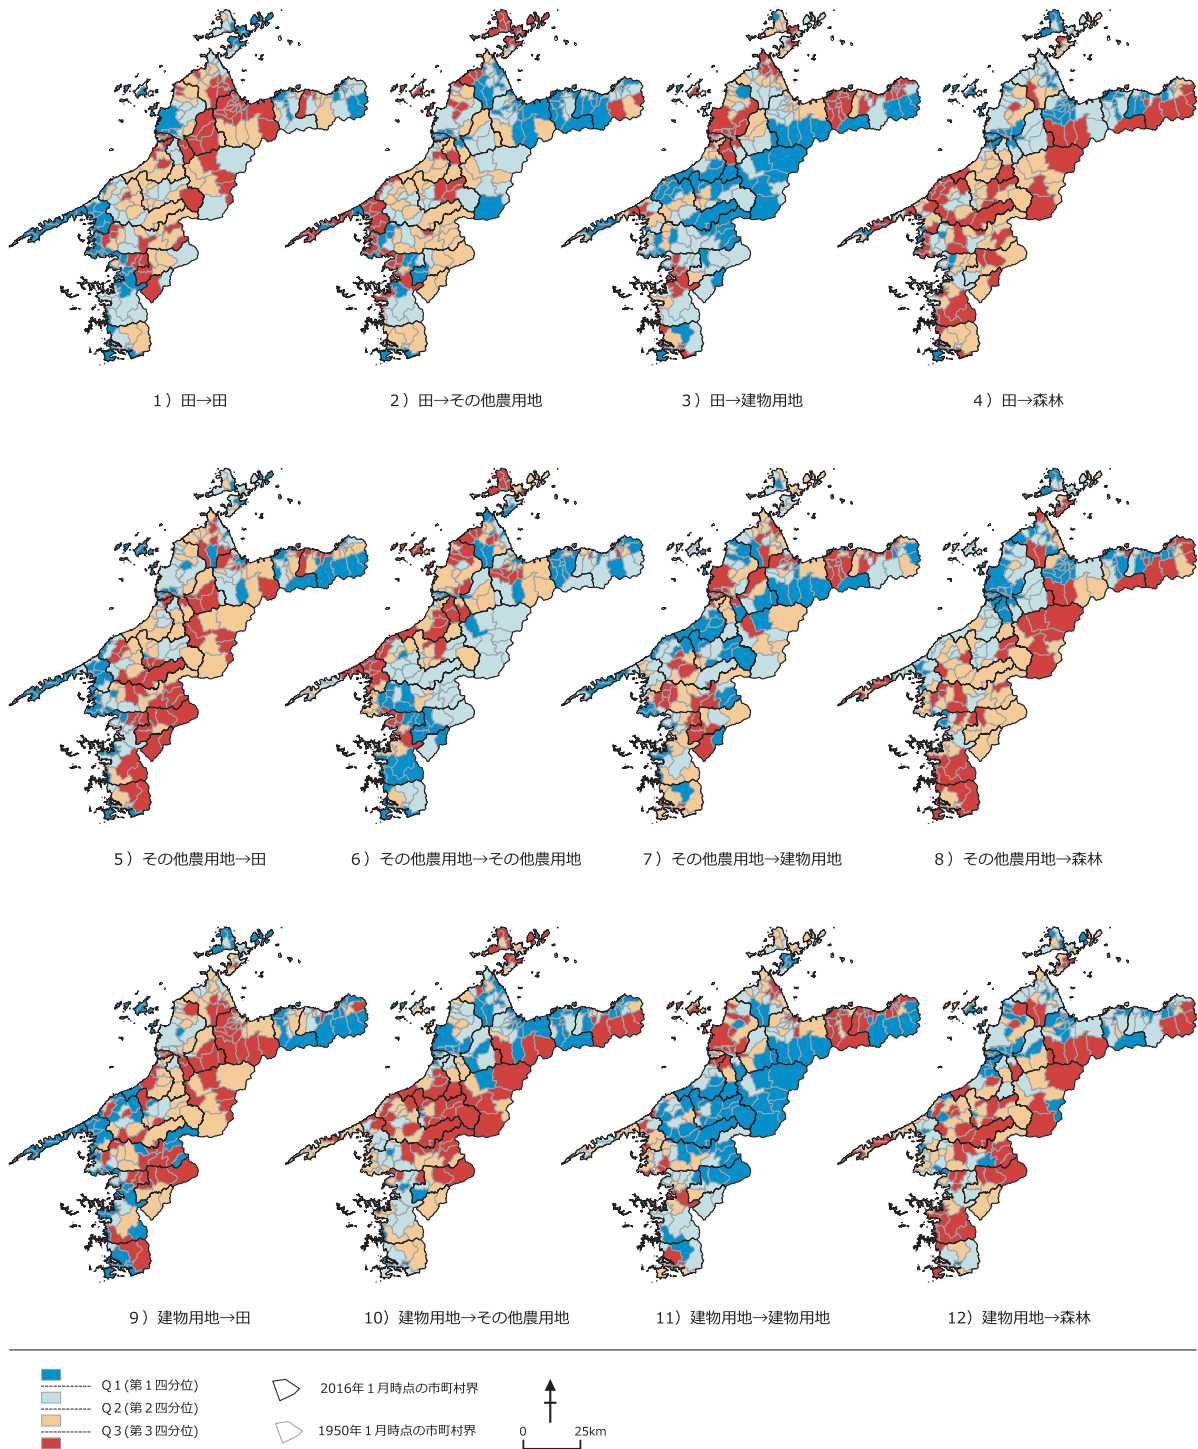 1）田→田
2）田→その他農用地
3）田→建物用地
4）田→森林
5）その他農用地→田
6）その他農用地→その他農用地
7）その他農用地→建物用地
8）その他農用地→森林
9）建物用地→田
10）建物用地→その他農用地
11）建物用地→建物用地
12）建物用地→森林
Q1(第1四分位)
Q2(第2四分位)
Q3(第3四分位)
2016年1月時点の市町村界
1950年1月時点の市町村界
0 25km